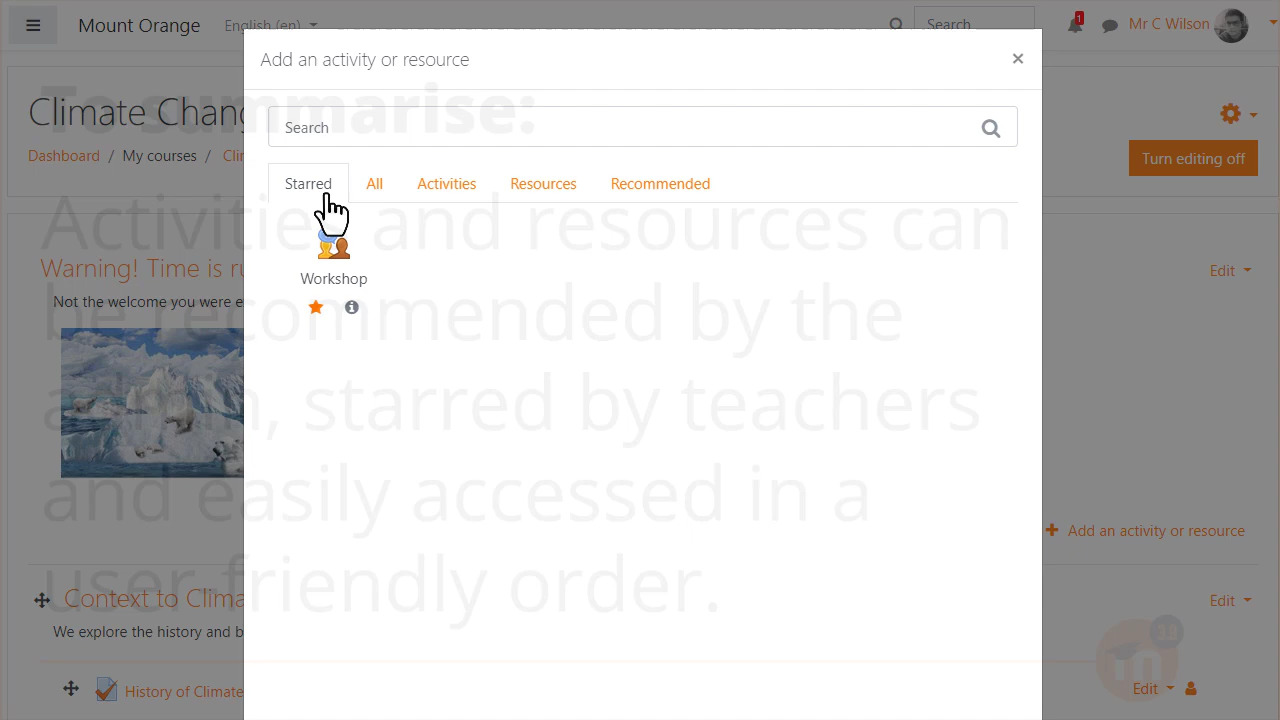 Mount Orange
English (en)
Search
1
Mr C Wilson
Add an activity or resource
×
To summarise:
Climate Chang
Search
Dashboard / My courses / Cli
Turn editing off
Starred
All
Activities
Resources
Recommended
Activities and resources can
be recommended by the
admin, starred by teachers
and easily accessed in a
user friendly order.
Warning! Time is ru
Edit
Workshop
Not the welcome you were e
Add an activity or resource
Context to Clima
Edit
We explore the history and b
3.9
History of Climate
Edit